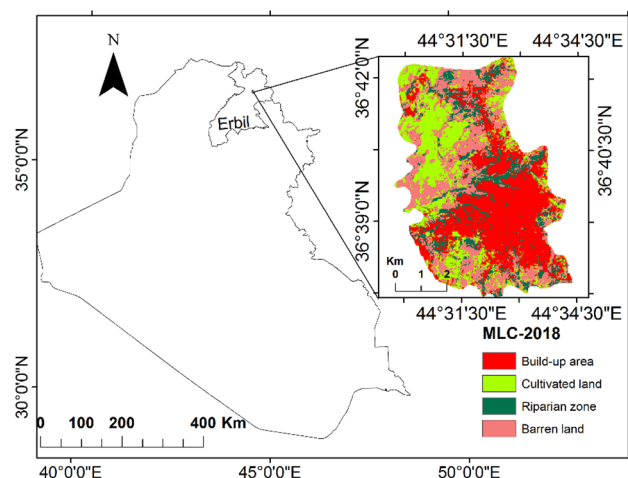 N
Erbil
35°0'0"N
30°0'0"N
40°0'0"E
45°0'0"E
50°0'0"E
0 100 200 400 Km
44°31'30"E 44°34'30"E
36°42'0"N
36°39'0"N
36°40'30"N
Km
0 1 2
44°31'30"E 44°34'30"E
MLC-2018
Build-up area
Cultivated land
Riparian zone
Barren land